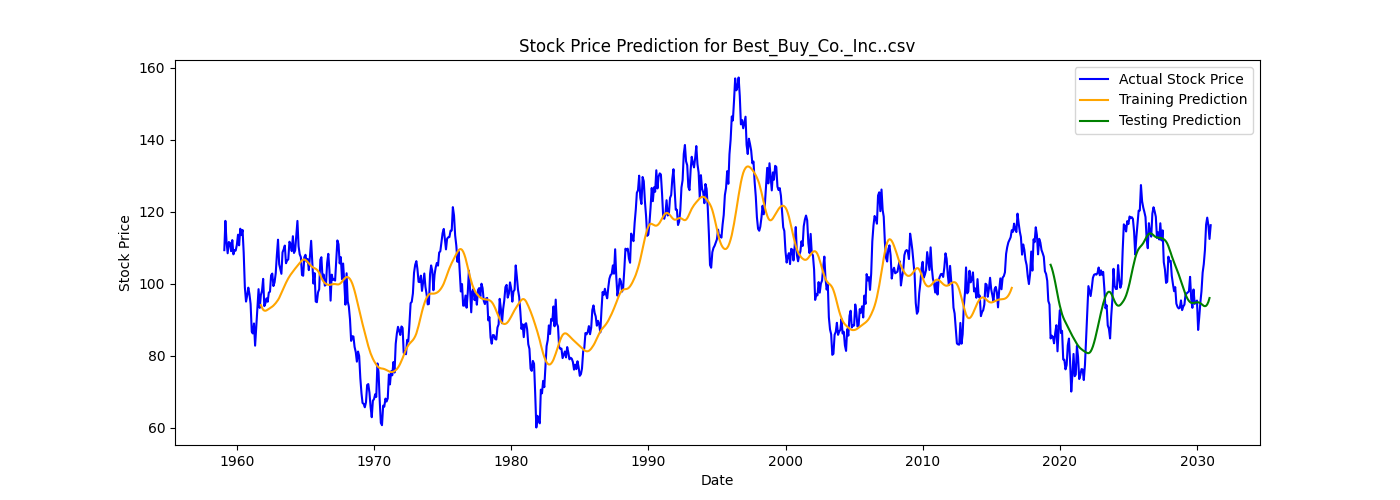 Stock Price Prediction for Best_Buy_Co._Inc..csv
160
140
120
100
80
60
Stock Price
Actual Stock Price
Training Prediction
Testing Prediction
1960
1970
1980
1990
2000
2010
2020
2030
Date